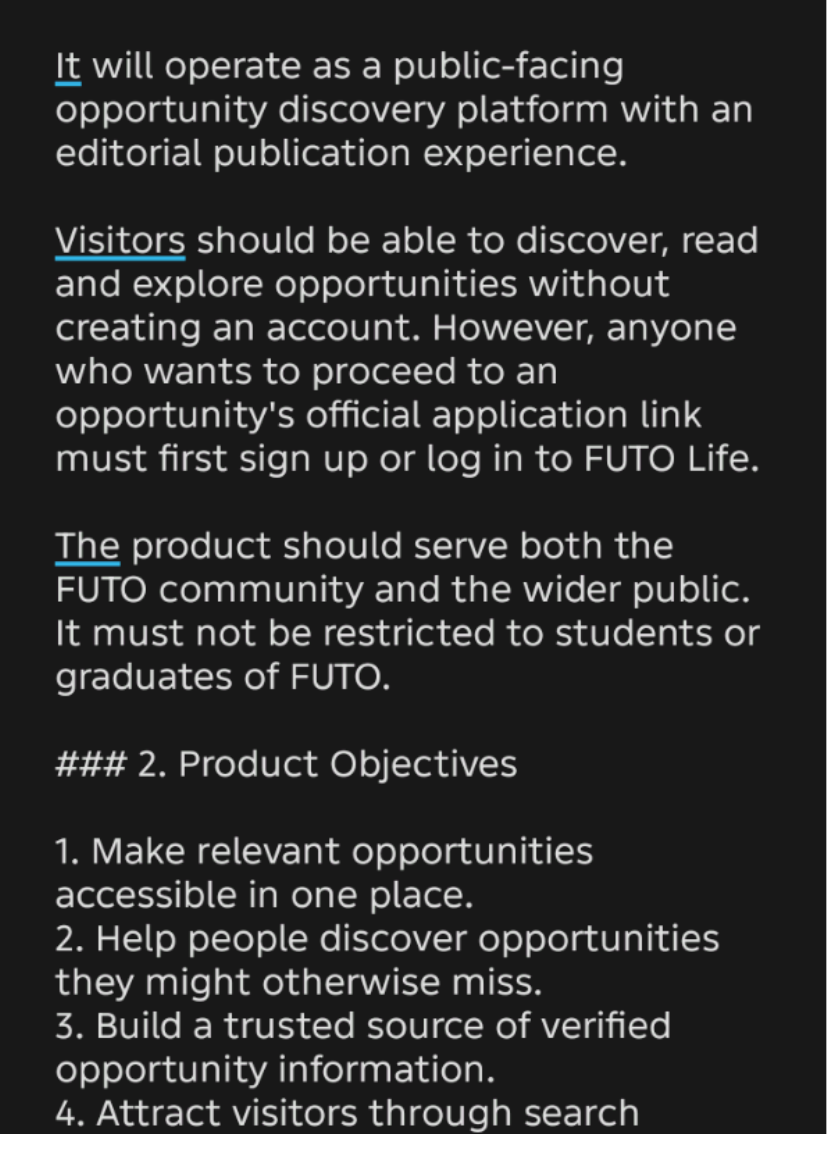 It will operate as a public-facing
opportunity discovery platform with an
editorial publication experience.
Visitors should be able to discover, read
and explore opportunities without
creating an account. However, anyone
who wants to proceed to an
opportunity's official application link
must first sign up or log in to FUTO Life.
The product should serve both the
FUTO community and the wider public.
It must not be restricted to students or
graduates of FUTO.
### 2. Product Objectives
1. Make relevant opportunities
accessible in one place.
2. Help people discover opportunities
they might otherwise miss.
3. Build a trusted source of verified
opportunity information.
4. Attract visitors through search